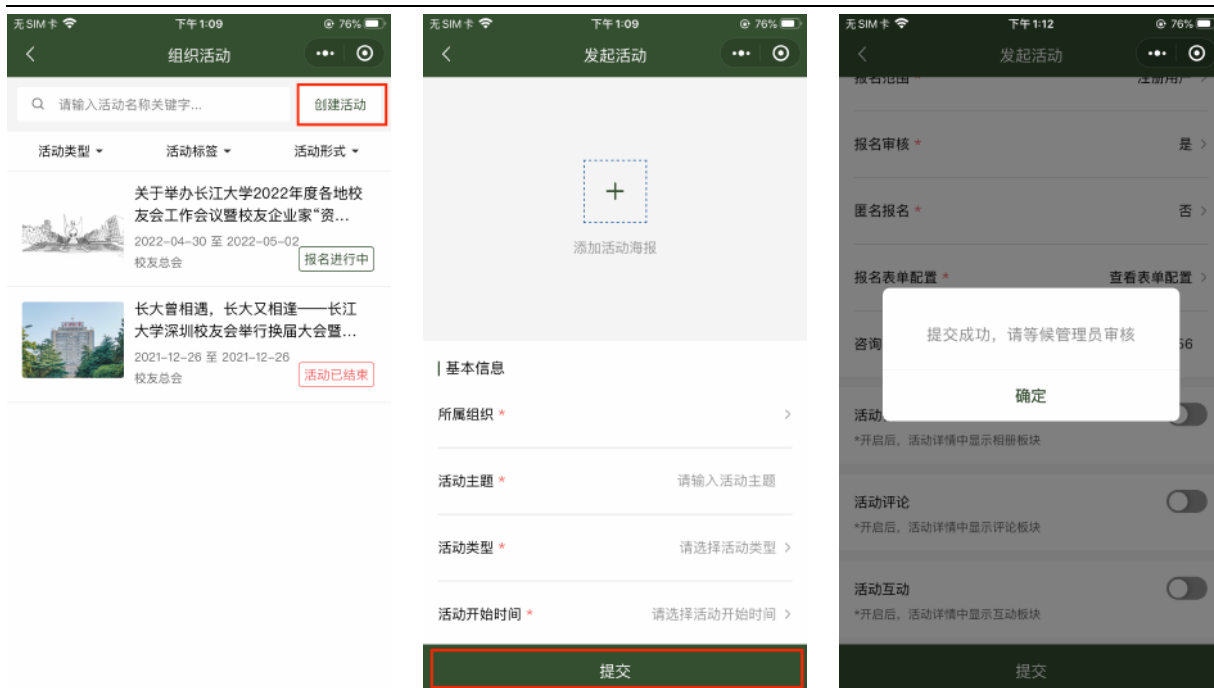 无SIM卡 下午1:09 76%
组织活动
请输入活动名称关键字...
创建活动
活动类型 活动标签 活动形式
关于举办长江大学2022年度各地校
友会工作会议暨校友企业家“资...
2022-04-30 至 2022-05-02
校友总会
报名进行中
长大曾相遇，长大又相逢——长江
大学深圳校友会举行换届大会暨...
2021-12-26 至 2021-12-26
校友总会
活动已结束
无SIM卡 下午1:09 76%
发起活动
添加活动海报
|基本信息
所属组织 *
活动主题 * 请输入活动主题
活动类型 * 请选择活动类型
活动开始时间 * 请选择活动开始时间
提交
无SIM卡 下午1:12 76%
发起活动
报名范围 * 注册用户
报名审核 * 是
匿名报名 * 否
报名表单配置 * 查看表单配置
提交成功，请等候管理员审核
咨询 56
确定
活动
*开启后，活动详情中显示相册板块
活动评论
*开启后，活动详情中显示评论板块
活动互动
*开启后，活动详情中显示互动板块
提交